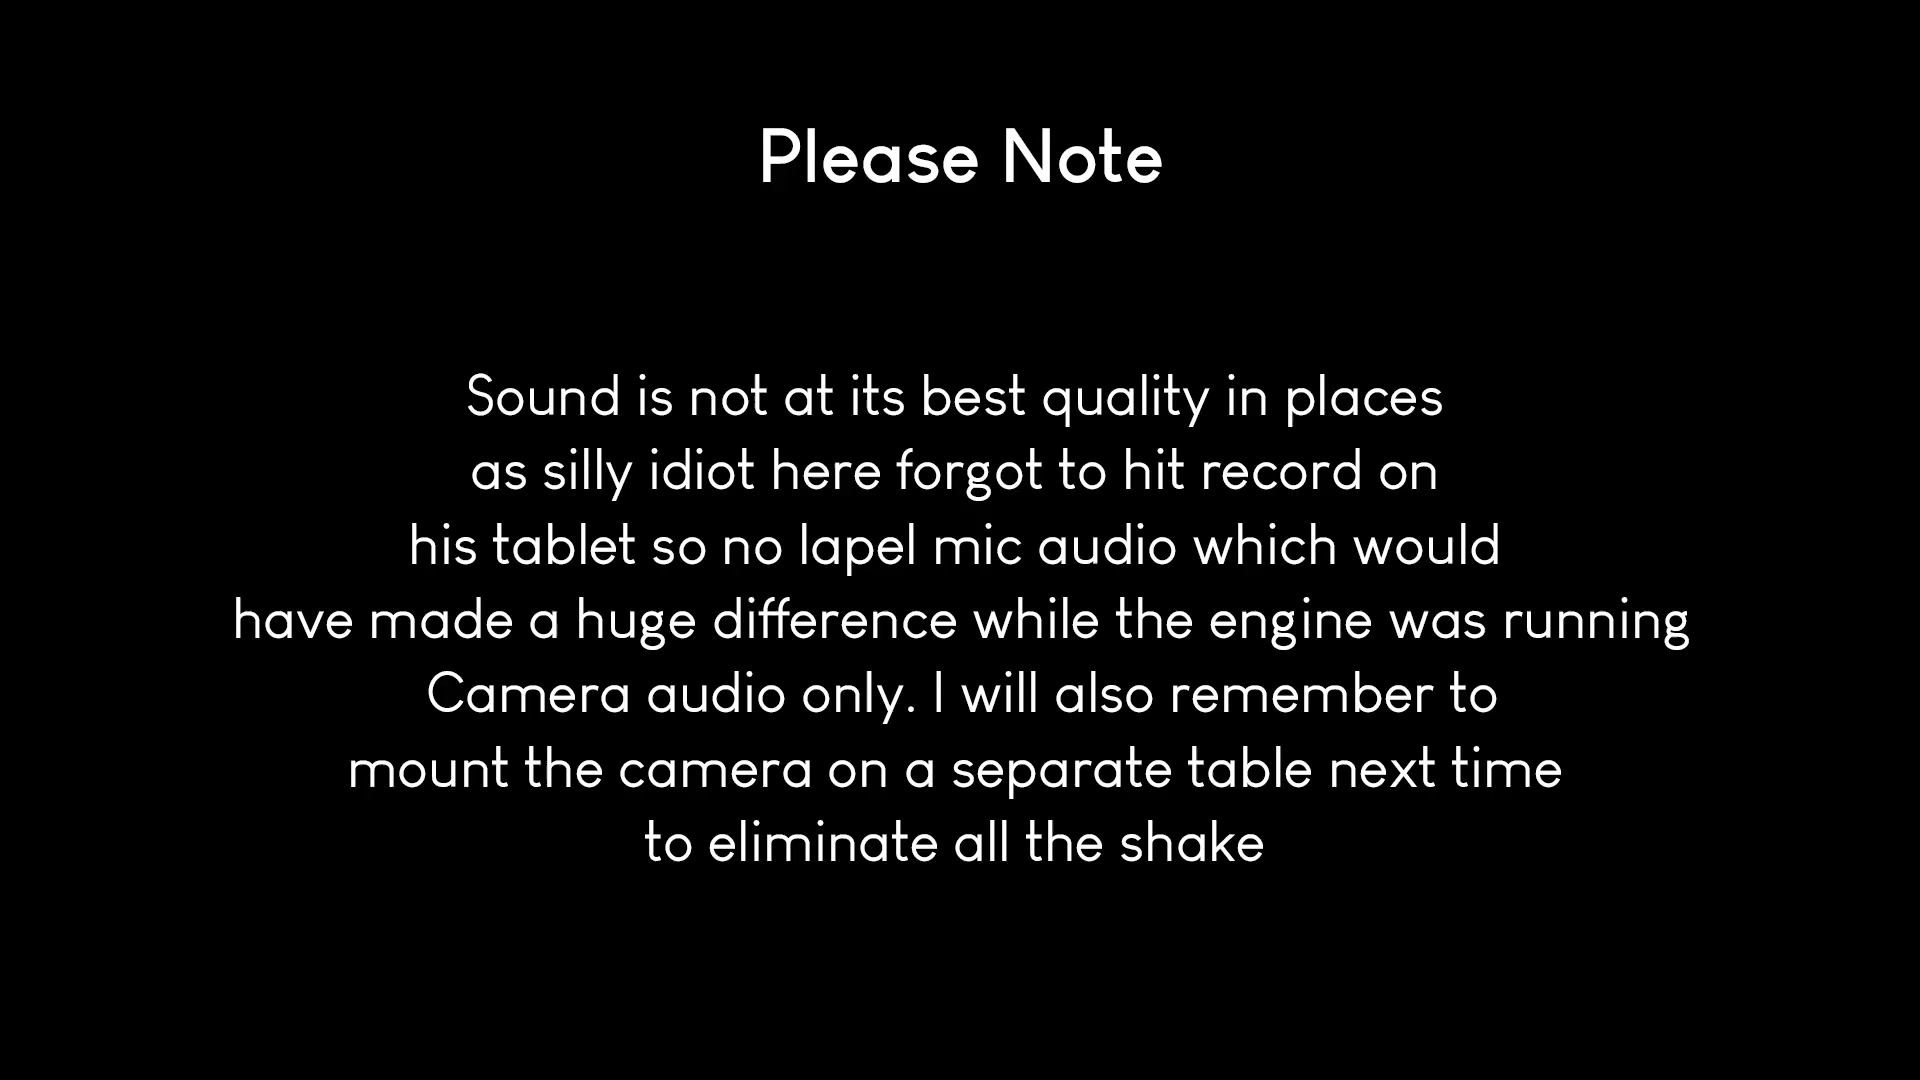 Please Note
Sound is not at its best quality in places
as silly idiot here forgot to hit record on
his tablet so no lapel mic audio which would
have made a huge difference while the engine was running
Camera audio only. I will also remember to
mount the camera on a separate table next time
to eliminate all the shake